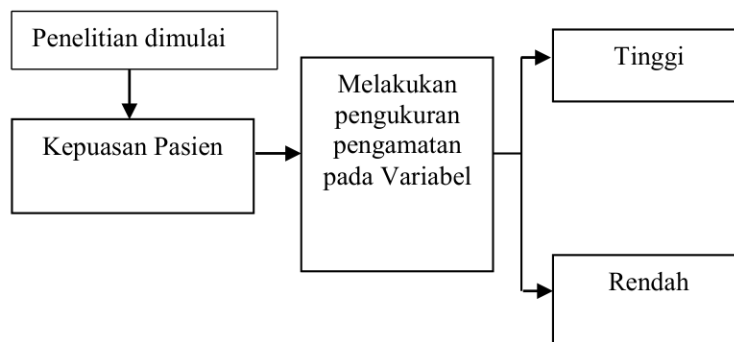 Penelitian dimulai
Kepuasan Pasien
Melakukan
pengukuran
pengamatan
pada Variabel
Tinggi
Rendah